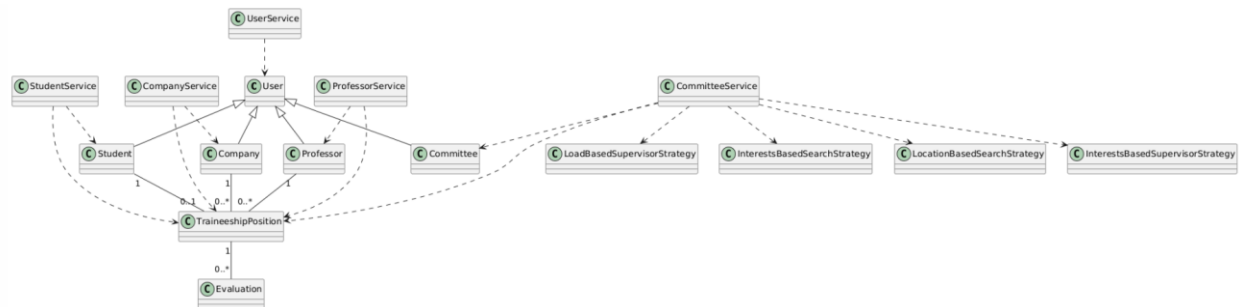 C UserService
C StudentService
C CompanyService
C User
C ProfessorService
C CommitteeService
C Student
C Company
C Professor
C Committee
C LoadBasedSupervisorStrategy
C InterestsBasedSearchStrategy
C LocationBasedSearchStrategy
C InterestsBasedSupervisorStrategy
1
1
1
0..1
0..*
0..*
C TraineeshipPosition
1
0..*
C Evaluation